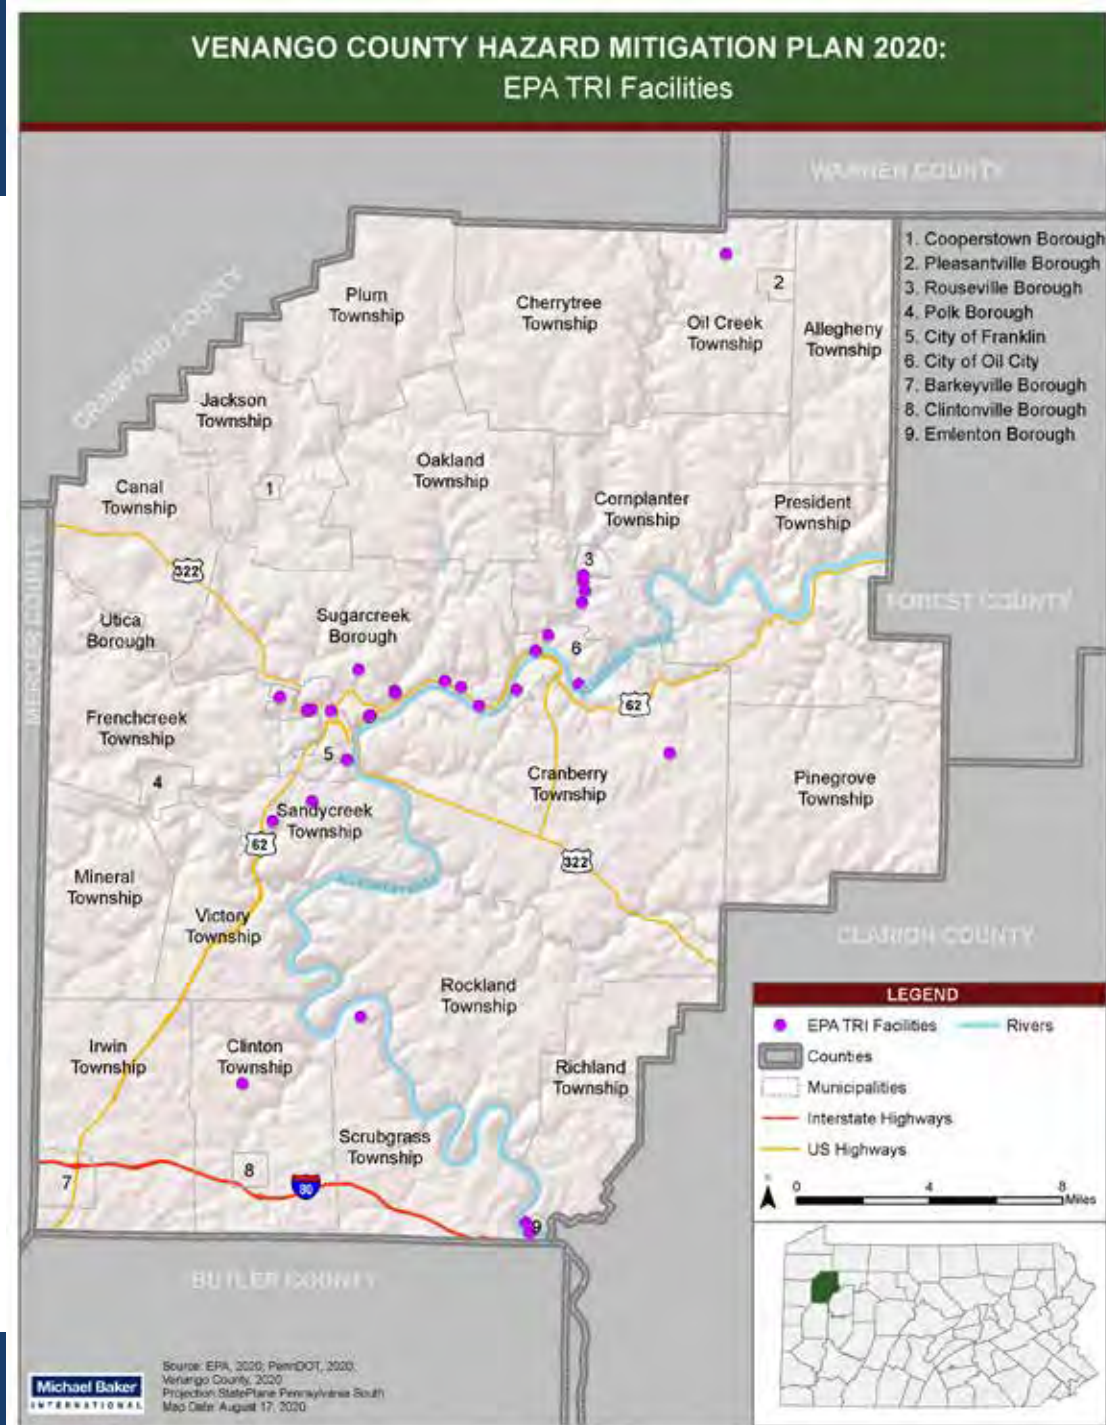 VENANGO COUNTY HAZARD MITIGATION PLAN 2020:
EPA TRI Facilities
WARREN COUNTY
CRAWFORD COUNTY
1. Cooperstown Borough
2. Pleasantville Borough
3. Rouseville Borough
4. Polk Borough
5. City of Franklin
6. City of Oil City
7. Barkeyville Borough
8. Clintonville Borough
9. Emlenton Borough
2
Plum
Township
Cherrytree
Township
Oil Creek
Township
Allegheny
Township
Jackson
Township
Oakland
Township
Canal
Township
1
Cornplanter
Township
President
Township
322
3
MERCER COUNTY
FOREST COUNTY
Utica
Borough
Sugarcreek
Borough
6
62
Frenchcreek
Township
5
4
Cranberry
Township
Pinegrove
Township
Sandycreek
Township
62
322
Mineral
Township
Victory
Township
CLARION COUNTY
Rockland
Township
Irwin
Township
Clinton
Township
Richland
Township
Scrubgrass
Township
8
7
80
9
BUTLER COUNTY
LEGEND
EPA TRI Facilities
Rivers
Counties
Municipalities
Interstate Highways
US Highways
0 4 8
Miles
Michael Baker
INTERNATIONAL
Source: EPA, 2020; PennDOT, 2020;
Venango County, 2020
Projection:StatePlane Pennsylvania South
Map Date: August 17, 2020